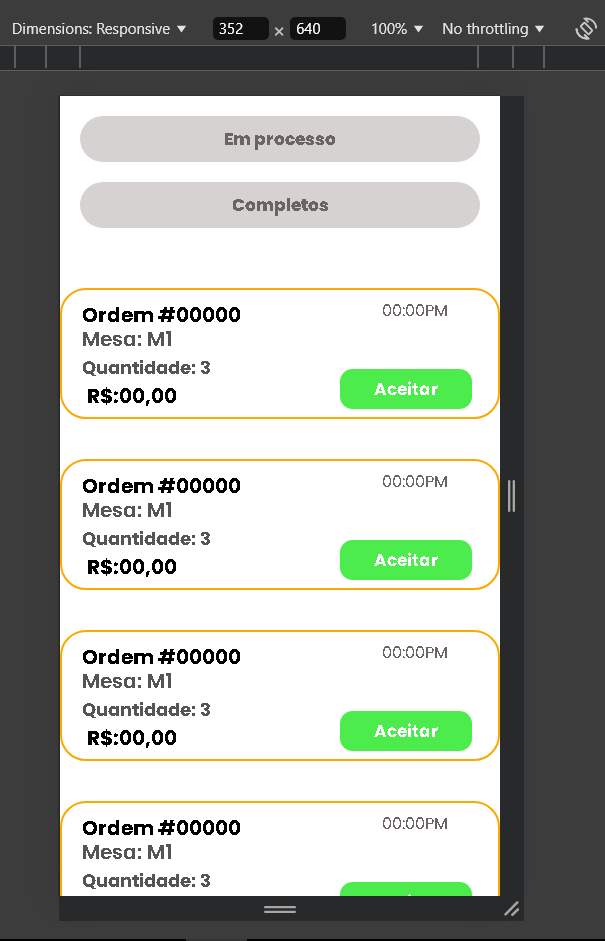 Dimensions: Responsive 352 × 640 100% No throttling
Em processo
Completos
Ordem #00000 00:00PM
Mesa: M1
Quantidade: 3
R$:00,00 Aceitar
Ordem #00000 00:00PM
Mesa: M1
Quantidade: 3
R$:00,00 Aceitar
Ordem #00000 00:00PM
Mesa: M1
Quantidade: 3
R$:00,00 Aceitar
Ordem #00000 00:00PM
Mesa: M1
Quantidade: 3